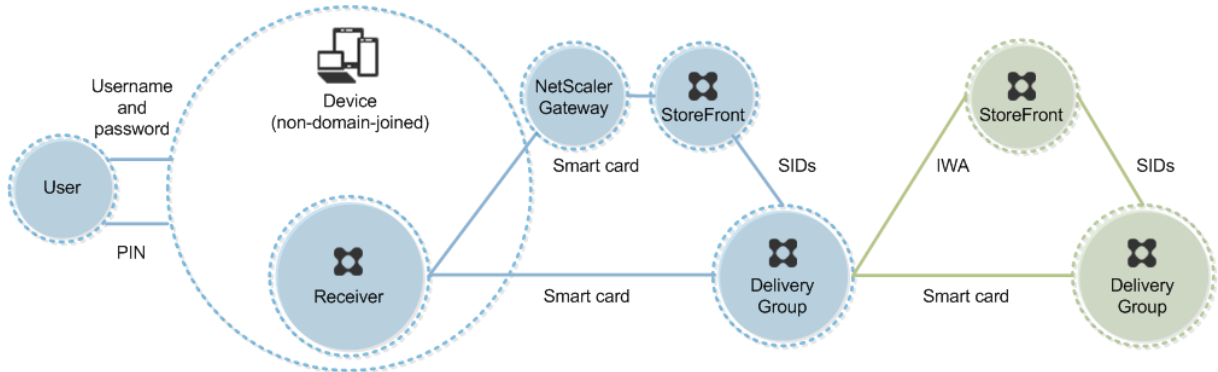 Username
and
password
User
PIN
Device
(non-domain-joined)
Receiver
NetScaler
Gateway
StoreFront
Smart card
SIDs
Smart card
Delivery
Group
IWA
StoreFront
SIDs
Smart card
Delivery
Group